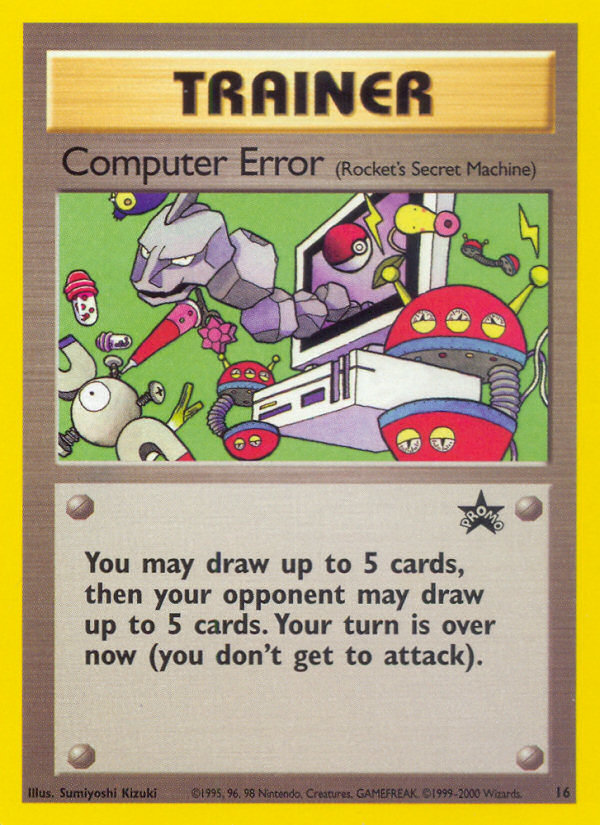 TRAINER
Computer Error (Rocket's Secret Machine)
PROMO
You may draw up to 5 cards,
then your opponent may draw
up to 5 cards. Your turn is over
now (you don't get to attack).
Illus. Sumiyoshi Kizuki ©1995, 96, 98 Nintendo, Creatures, GAMEFREAK. ©1999-2000 Wizards. 16